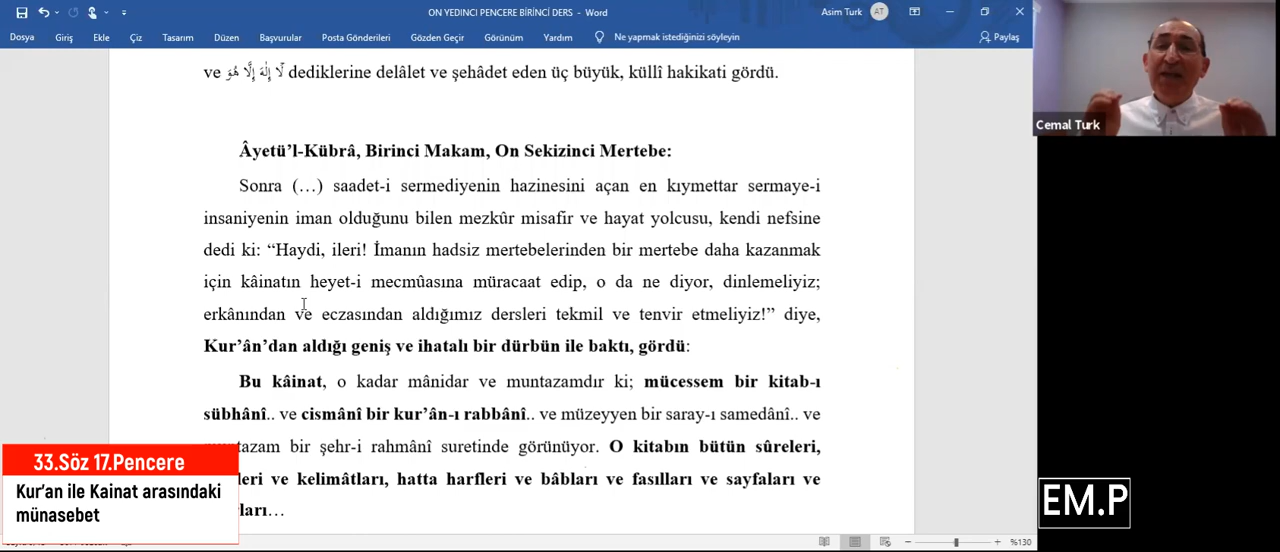 ON YEDINCI PENCERE BİRİNCİ DERS - Word
Asim Turk
AT
Dosya Giriş Ekle Çiz Tasarım Düzen Başvurular Posta Gönderileri Gözden Geçir Görünüm Yardım Ne yapmak istediğinizi söyleyin Paylaş
ve لَٓا اِلٰهَ اِلَّا هُوَ dediklerine delâlet ve şehâdet eden üç büyük, küllî hakikati gördü.
Âyetü’l-Kübrâ, Birinci Makam, On Sekizinci Mertebe:
Sonra (…) saadet-i sermediyenin hazinesini açan en kıymettar sermaye-i
insaniyenin iman olduğunu bilen mezkûr misafir ve hayat yolcusu, kendi nefsine
dedi ki: “Haydi, ileri! İmanın hadsiz mertebelerinden bir mertebe daha kazanmak
için kâinatın heyet-i mecmûasına müracaat edip, o da ne diyor, dinlemeliyiz;
erkânından ve eczasından aldığımız dersleri tekmil ve tenvir etmeliyiz!” diye,
Kur’ân’dan aldığı geniş ve ihatalı bir dürbün ile baktı, gördü:
Bu kâinat, o kadar mânidar ve muntazamdır ki; mücessem bir kitab-ı
sübhânî.. ve cismânî bir kur’ân-ı rabbânî.. ve müzeyyen bir saray-ı samedânî.. ve
bir şehr-i rahmânî suretinde görünüyor. O kitabın bütün sûreleri,
ve kelimâtları, hatta harfleri ve bâbları ve fasılları ve sayfaları ve
%130
Cemal Turk
33.Söz 17.Pencere
Kur’an ile Kainat arasındaki
münasebet
EM.P